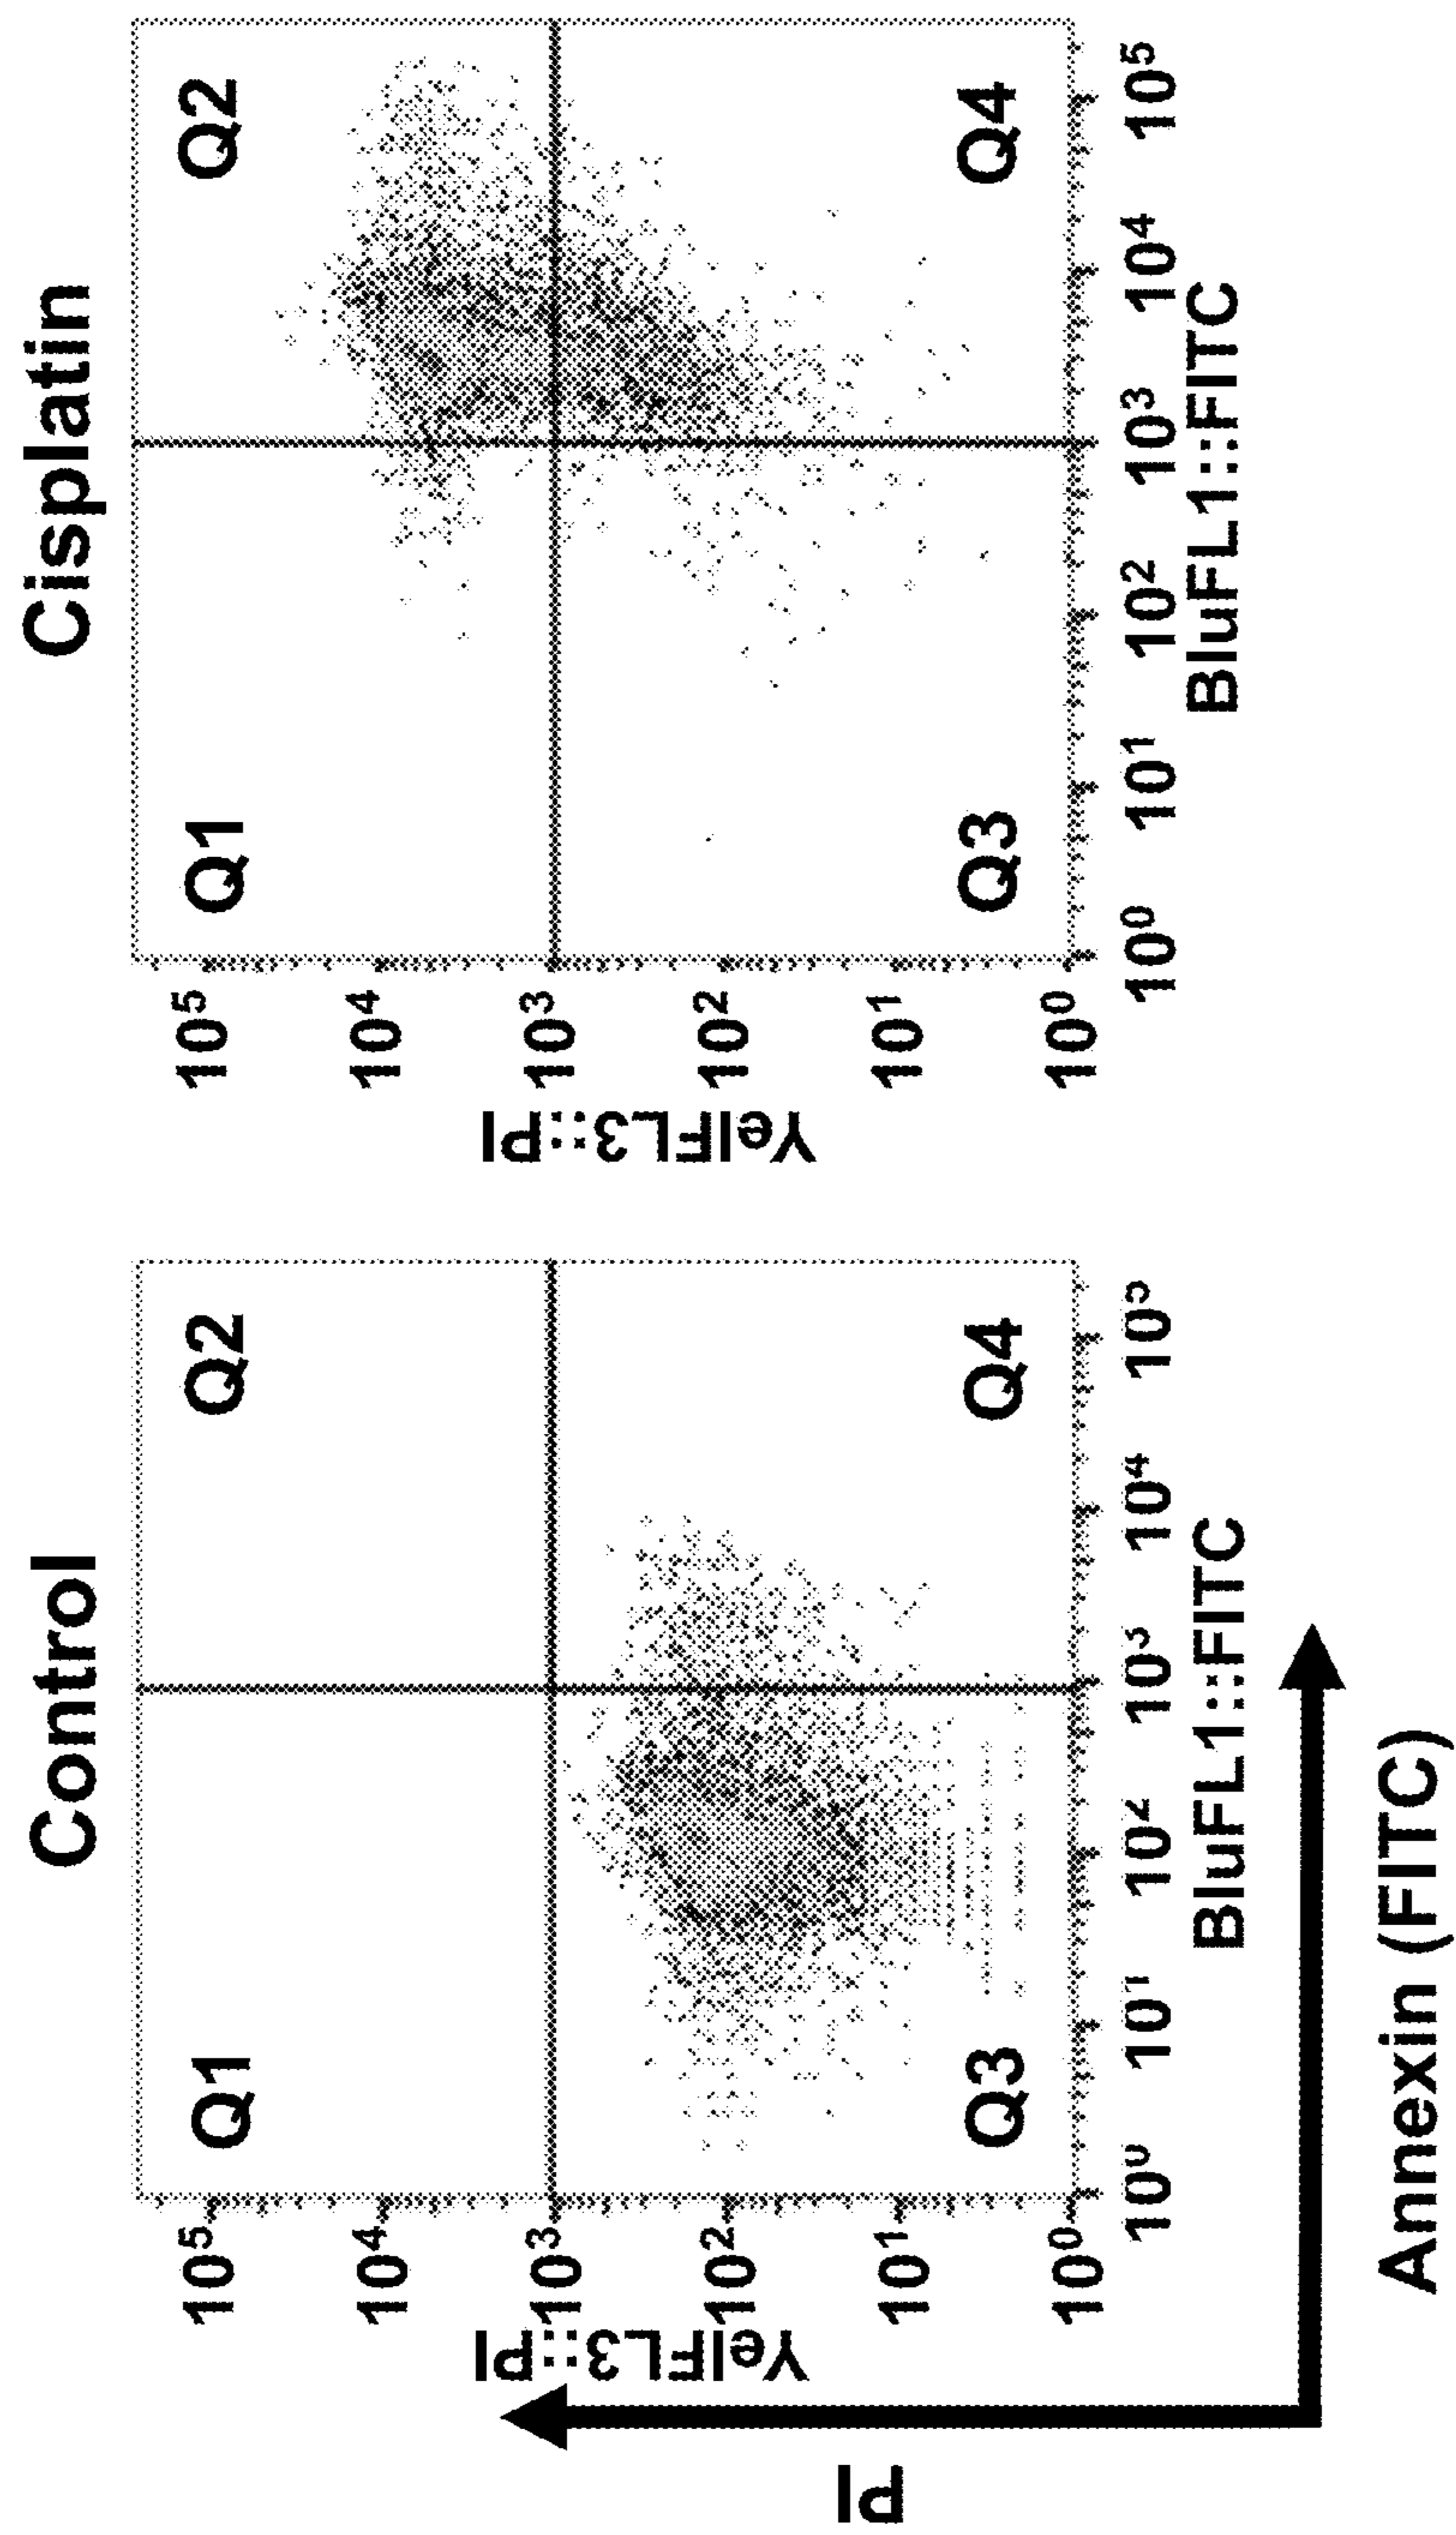 Control
Q1
Q2
Q3
Q4
10⁵
10⁴
10³
10²
10¹
10⁰
YelFL3::PI
10⁰
10¹
10²
10³
10⁴
10⁵
BluFL1::FITC
Cisplatin
Q1
Q2
Q3
Q4
10⁵
10⁴
10³
10²
10¹
10⁰
YelFL3::PI
10⁰
10¹
10²
10³
10⁴
10⁵
BluFL1::FITC
PI
Annexin (FITC)